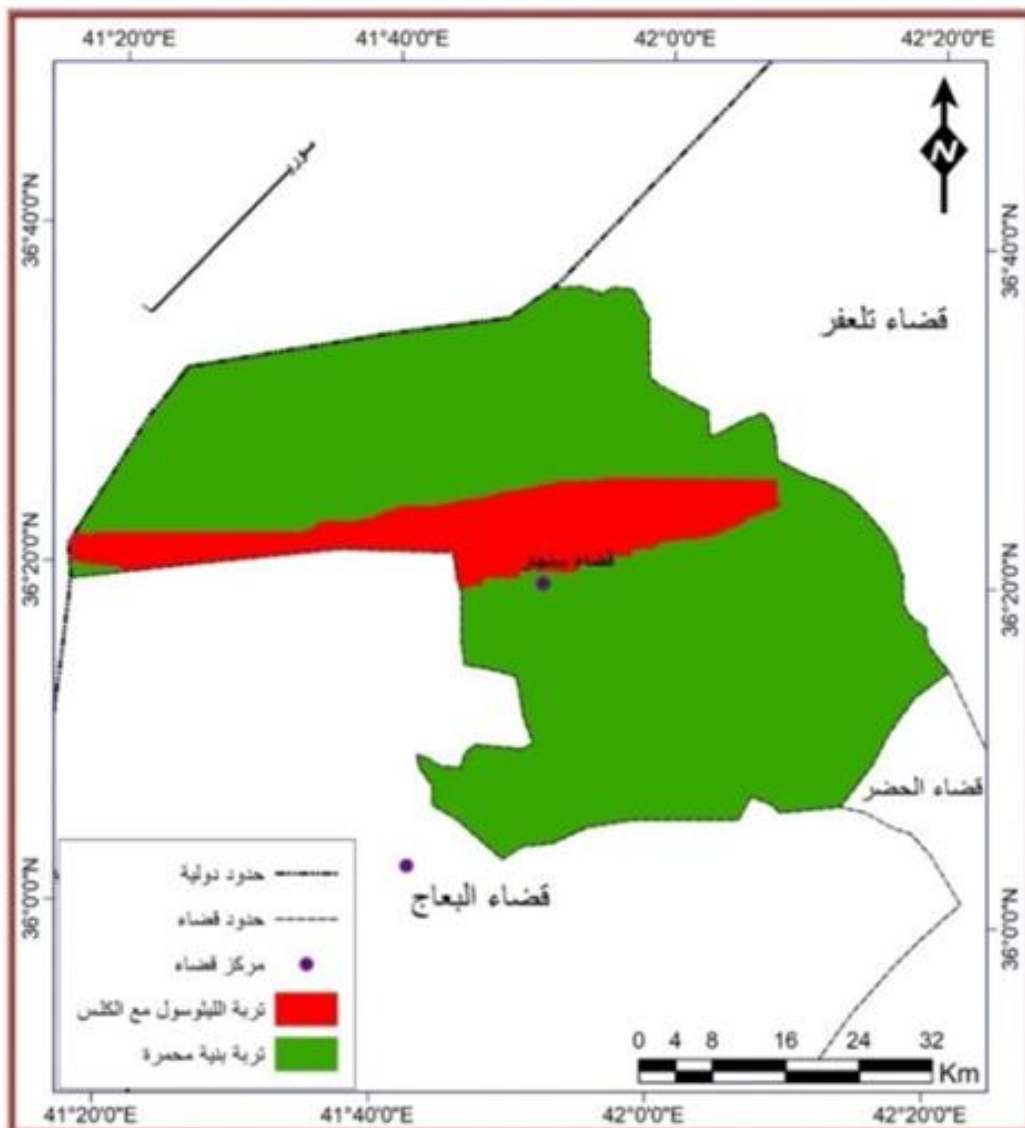 41°20'0"E 41°40'0"E 42°0'0"E 42°20'0"E
N
36°40'0"N
36°40'0"N
قضاء تلعفر
36°20'0"N
قضاء سنجار
36°20'0"N
قضاء الحضر
قضاء البعاج
36°0'0"N
36°0'0"N
حدود دولية
حدود قضاء
مركز قضاء
تربة الليثوسول مع الكلس
تربة بنية محمرة
0 4 8 16 24 32
Km
41°20'0"E 41°40'0"E 42°0'0"E 42°20'0"E